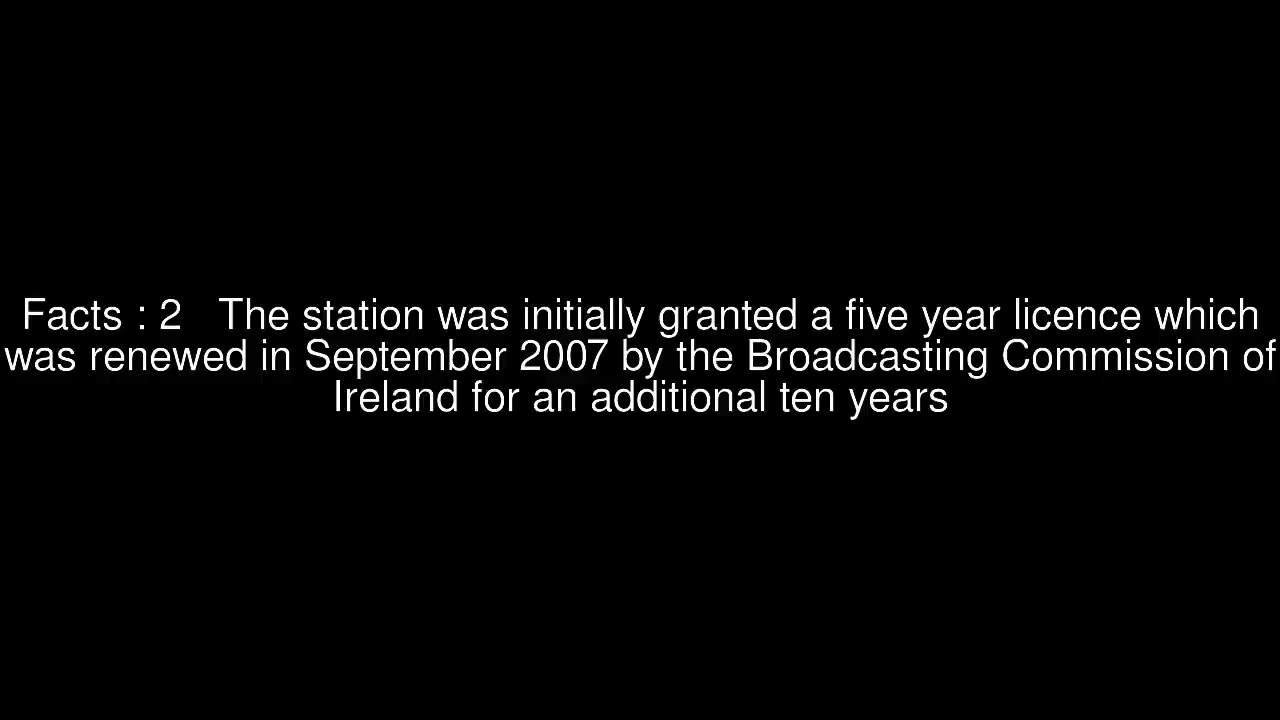 Facts : 2   The station was initially granted a five year licence which
was renewed in September 2007 by the Broadcasting Commission of
Ireland for an additional ten years